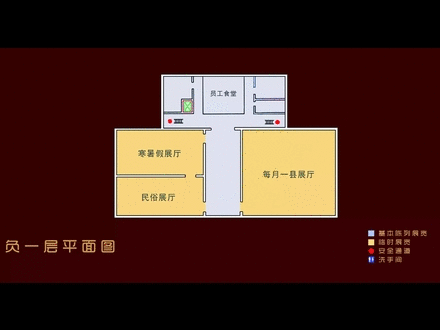 员工食堂
寒暑假展厅
每月一县展厅
民俗展厅
负一层平面图
基本陈列展览
临时展览
安全通道
洗手间